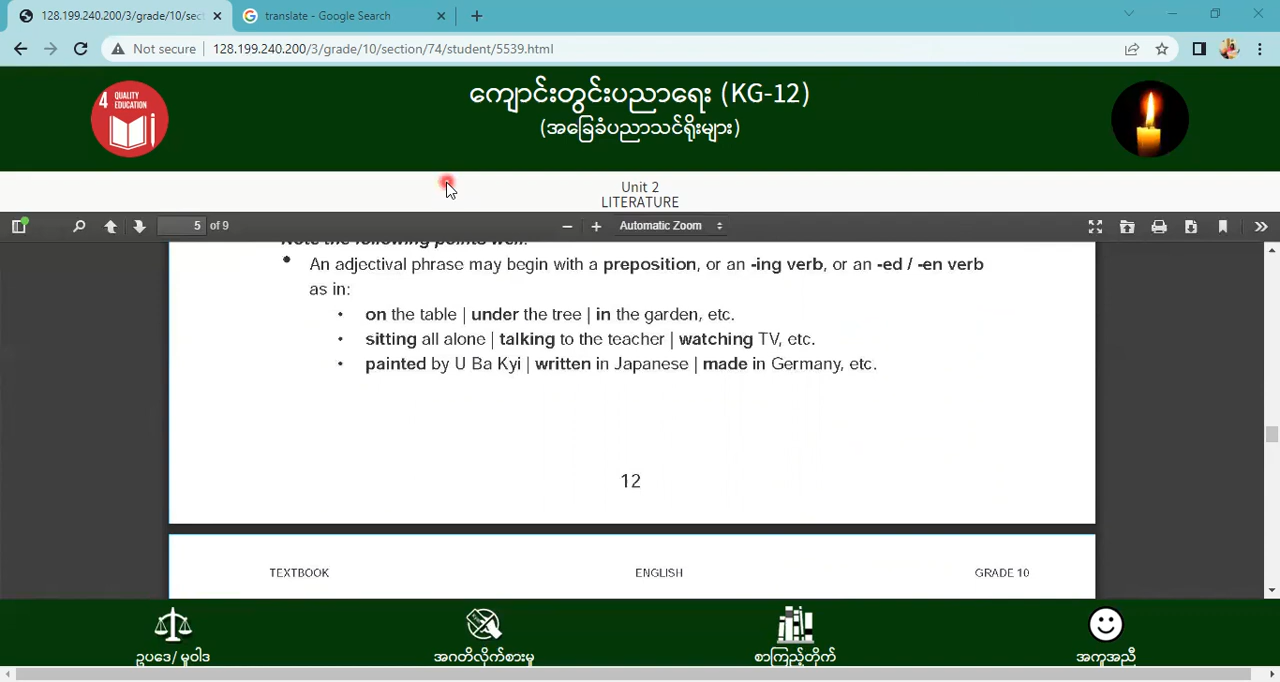 128.199.240.200/3/grade/10/sec
translate - Google Search
Not secure
128.199.240.200/3/grade/10/section/74/student/5539.html
4 QUALITY EDUCATION
ကျောင်းတွင်းပညာရေး (KG-12)
(အခြေခံပညာသင်ရိုးများ)
Unit 2
LITERATURE
5 of 9
Automatic Zoom
Note the following points well:
• An adjectival phrase may begin with a preposition, or an -ing verb, or an -ed / -en verb
as in:
• on the table | under the tree | in the garden, etc.
• sitting all alone | talking to the teacher | watching TV, etc.
• painted by U Ba Kyi | written in Japanese | made in Germany, etc.
12
TEXTBOOK ENGLISH GRADE 10
ဥပဒေ/မူဝါဒ အဂတိလိုက်စားမှု စာကြည့်တိုက် အကူအညီ